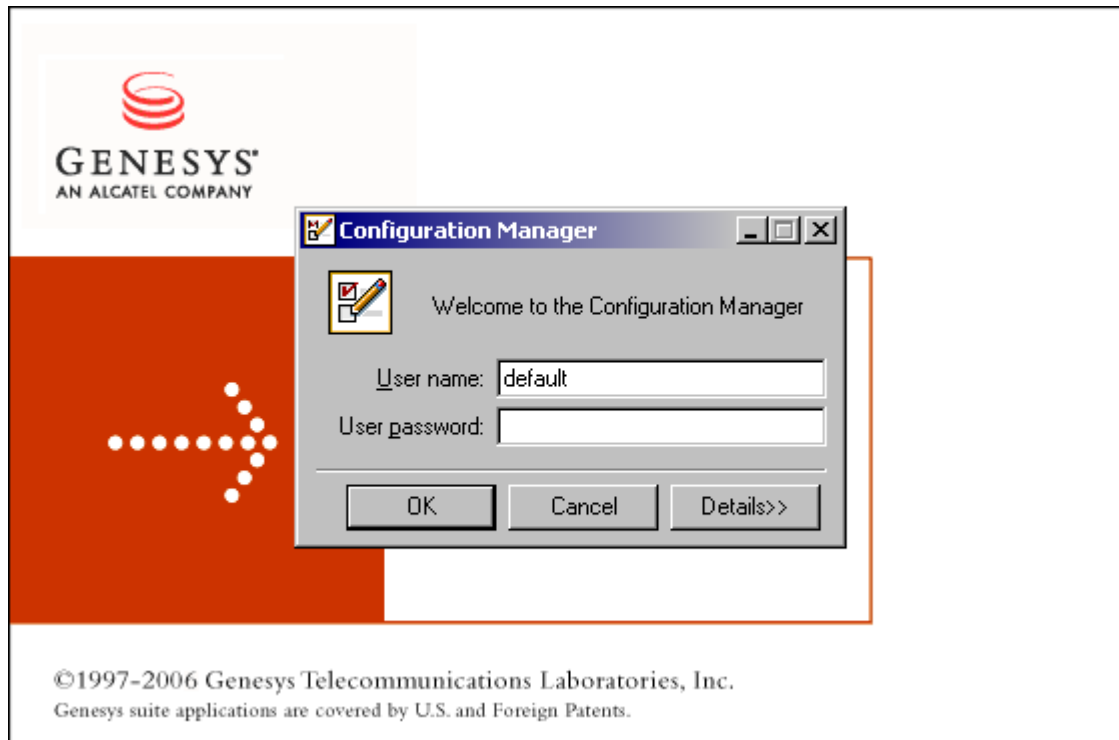 GENESYS
AN ALCATEL COMPANY
Configuration Manager
Welcome to the Configuration Manager
User name: default
User password:
OK Cancel Details>>
©1997-2006 Genesys Telecommunications Laboratories, Inc.
Genesys suite applications are covered by U.S. and Foreign Patents.